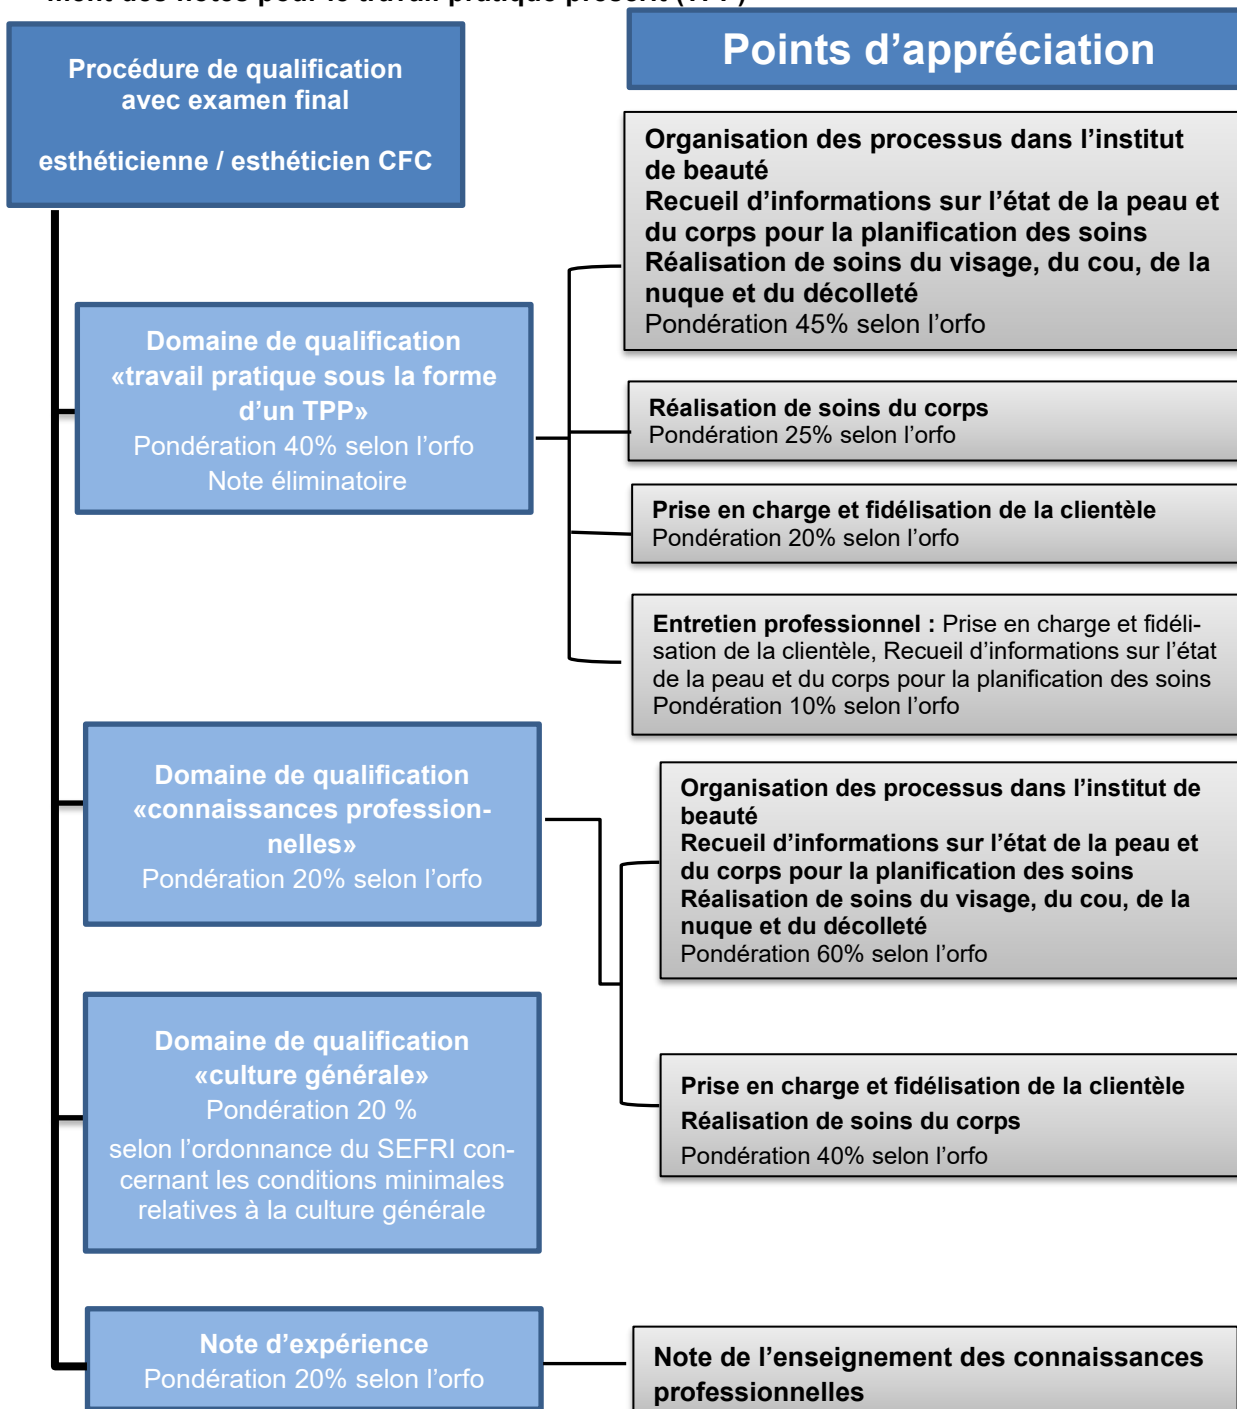 Procédure de qualification
avec examen final
esthéticienne / esthéticien CFC
Points d’appréciation
Organisation des processus dans l’institut
de beauté
Recueil d’informations sur l’état de la peau et
du corps pour la planification des soins
Réalisation de soins du visage, du cou, de la
nuque et du décolleté
Pondération 45% selon l’orfo
Domaine de qualification
«travail pratique sous la forme
d’un TPP»
Pondération 40% selon l’orfo
Note éliminatoire
Réalisation de soins du corps
Pondération 25% selon l’orfo
Prise en charge et fidélisation de la clientèle
Pondération 20% selon l’orfo
Entretien professionnel : Prise en charge et fidéli-
sation de la clientèle, Recueil d’informations sur l’état
de la peau et du corps pour la planification des soins
Pondération 10% selon l’orfo
Domaine de qualification
«connaissances profession-
nelles»
Pondération 20% selon l’orfo
Organisation des processus dans l’institut de
beauté
Recueil d’informations sur l’état de la peau et
du corps pour la planification des soins
Réalisation de soins du visage, du cou, de la
nuque et du décolleté
Pondération 60% selon l’orfo
Domaine de qualification
«culture générale»
Pondération 20 %
selon l’ordonnance du SEFRI con-
cernant les conditions minimales
relatives à la culture générale
Prise en charge et fidélisation de la clientèle
Réalisation de soins du corps
Pondération 40% selon l’orfo
Note d’expérience
Pondération 20% selon l’orfo
Note de l’enseignement des connaissances
professionnelles